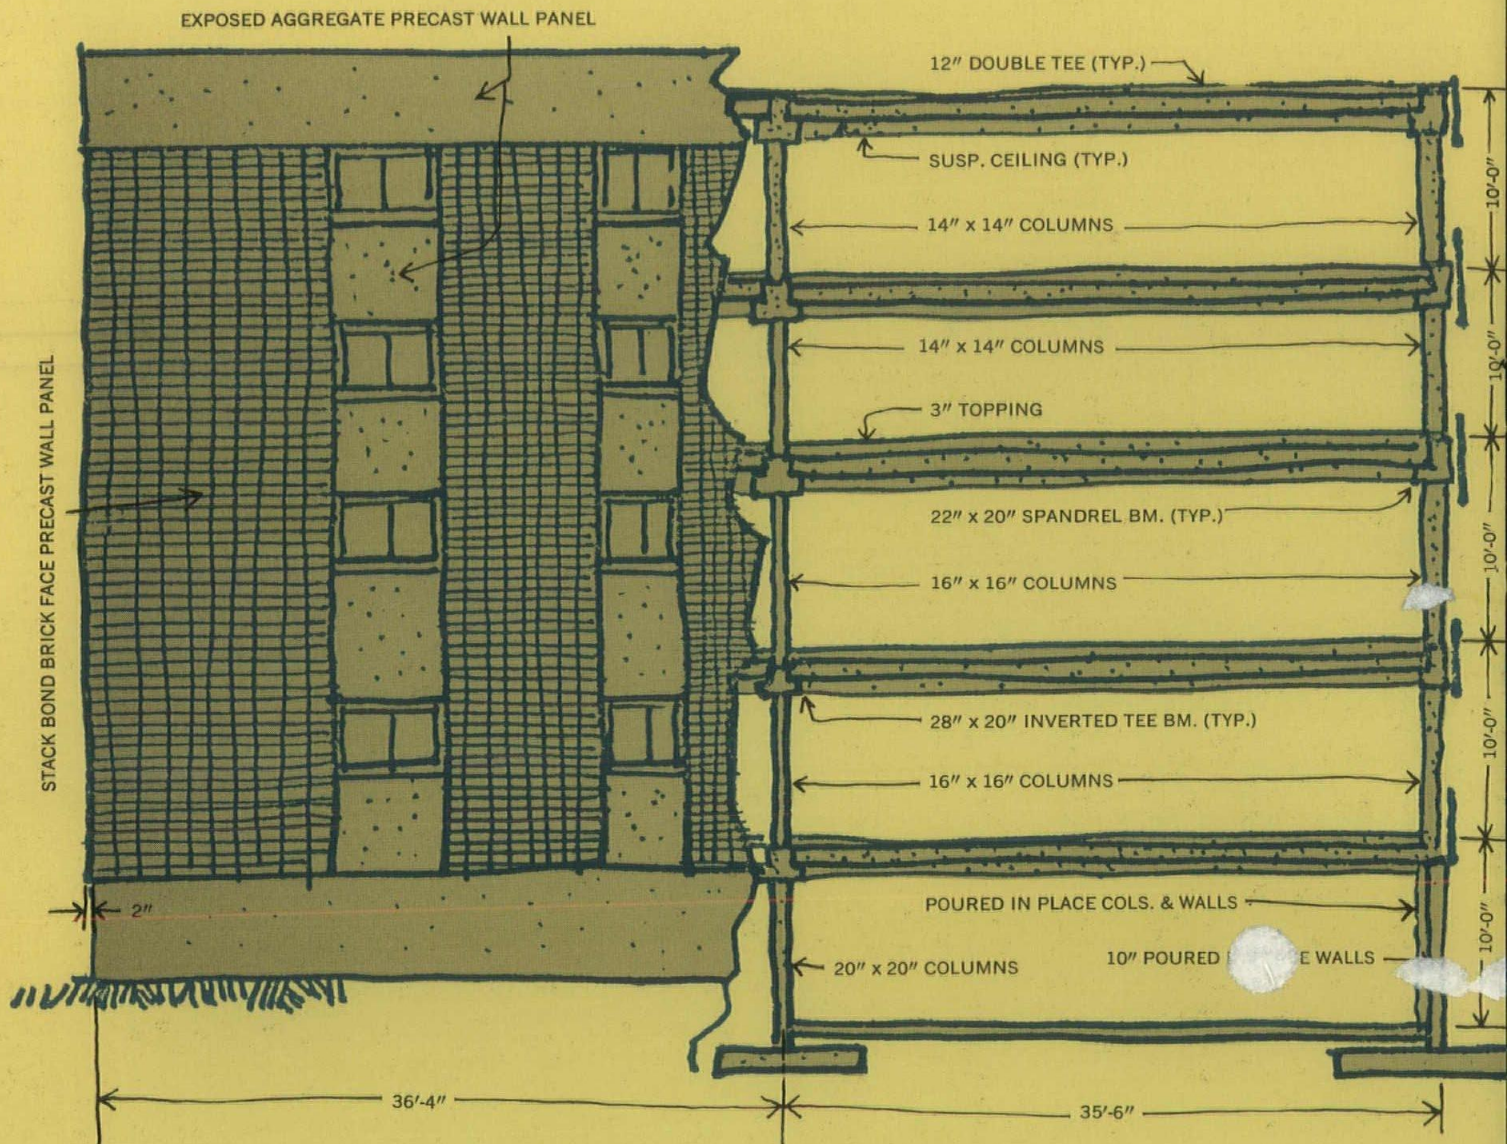 EXPOSED AGGREGATE PRECAST WALL PANEL
12" DOUBLE TEE (TYP.)
SUSP. CEILING (TYP.)
10'-0"
14" x 14" COLUMNS
14" x 14" COLUMNS
10'-0"
STACK BOND BRICK FACE PRECAST WALL PANEL
3" TOPPING
22" x 20" SPANDREL BM. (TYP.)
16" x 16" COLUMNS
10'-0"
28" x 20" INVERTED TEE BM. (TYP.)
16" x 16" COLUMNS
10'-0"
2"
POURED IN PLACE COLS. & WALLS
20" x 20" COLUMNS
10" POURED WALLS
10'-0"
36'-4"
35'-6"